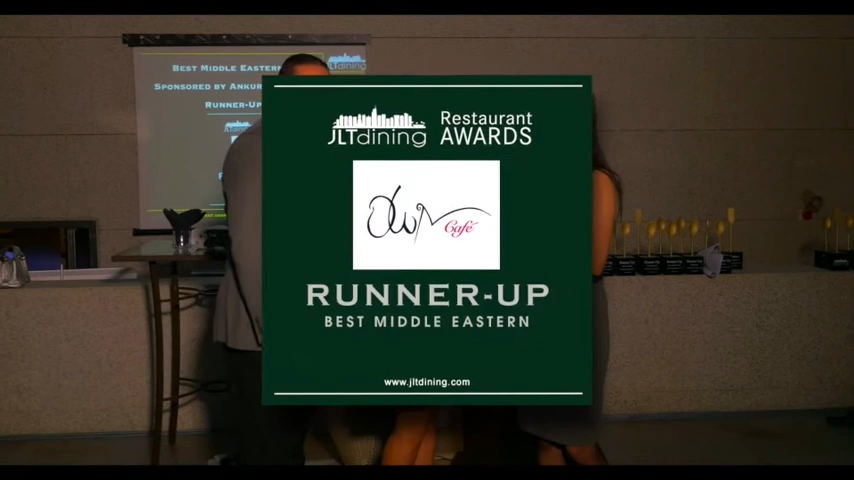 BEST MIDDLE EASTERN
SPONSORED BY ANKUR
RUNNER-UP
JLTdining
JLTdining Restaurant
AWARDS
Café
RUNNER-UP
BEST MIDDLE EASTERN
www.jltdining.com